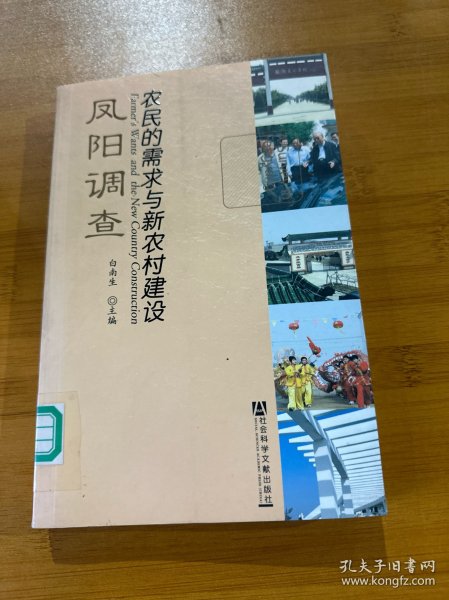 农民的需求与新农村建设
Farmer's Wants and the New Country Construction
凤阳调查
白南生 ◎主编
社会科学文献出版社
孔夫子旧书网
www.kongfz.com